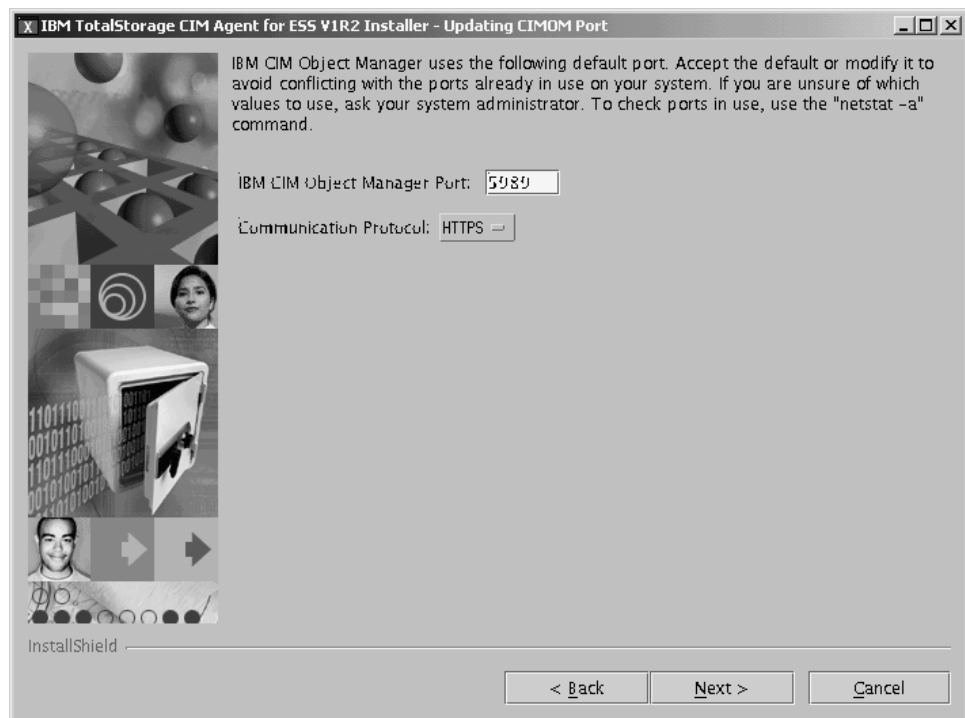 X IBM TotalStorage CIM Agent for ESS V1R2 Installer - Updating CIMOM Port
IBM CIM Object Manager uses the following default port. Accept the default or modify it to
avoid conflicting with the ports already in use on your system. If you are unsure of which
values to use, ask your system administrator. To check ports in use, use the "netstat -a"
command.
IBM CIM Object Manager Port: 5989
Communication Protocol: HTTPS
InstallShield
< Back Next > Cancel